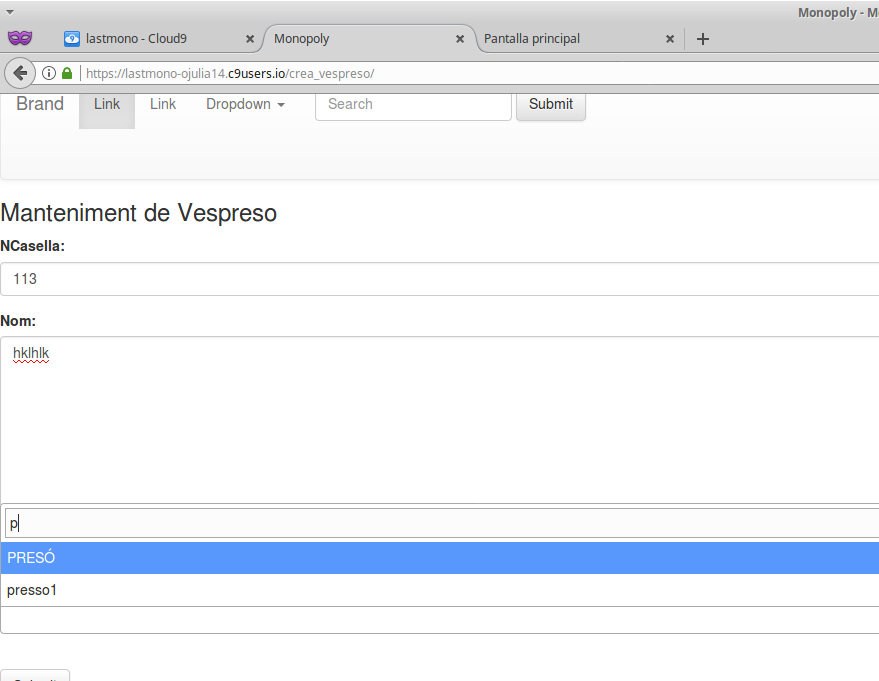 Monopoly - M
lastmono - Cloud9
Monopoly
Pantalla principal
https://lastmono-ojulia14.c9users.io/crea_vespreso/
Brand Link Link Dropdown Search Submit
Manteniment de Vespreso
NCasella:
113
Nom:
hklhlk
p
PRESÓ
presso1